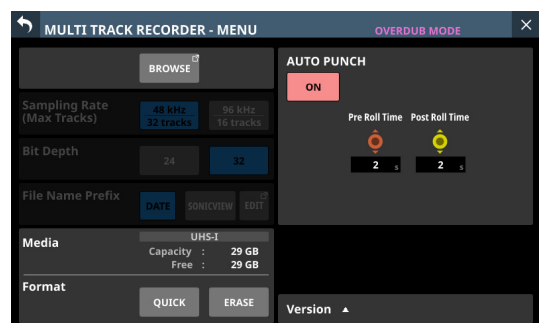 MULTI TRACK RECORDER - MENU
OVERDUB MODE
BROWSE
Sampling Rate
(Max Tracks)
48 kHz
32 tracks
96 kHz
16 tracks
Bit Depth
24
32
File Name Prefix
DATE
SONICVIEW
EDIT
Media
UHS-I
Capacity : 29 GB
Free : 29 GB
Format
QUICK
ERASE
AUTO PUNCH
ON
Pre Roll Time
Post Roll Time
2 s
2 s
Version ▲